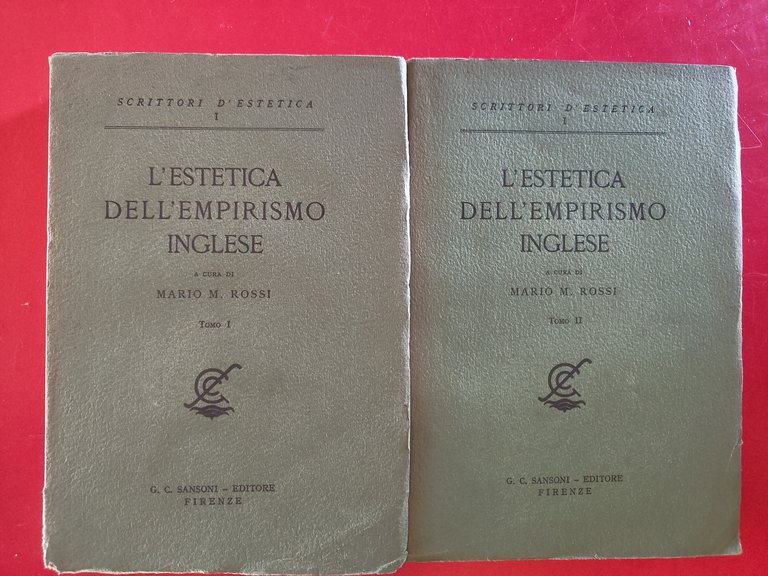 SCRITTORI D'ESTETICA
I
L'ESTETICA
DELL'EMPIRISMO
INGLESE
A CURA DI
MARIO M. ROSSI
TOMO I
G. C. SANSONI – EDITORE
FIRENZE
SCRITTORI D'ESTETICA
I
L'ESTETICA
DELL'EMPIRISMO
INGLESE
A CURA DI
MARIO M. ROSSI
TOMO II
G. C. SANSONI – EDITORE
FIRENZE